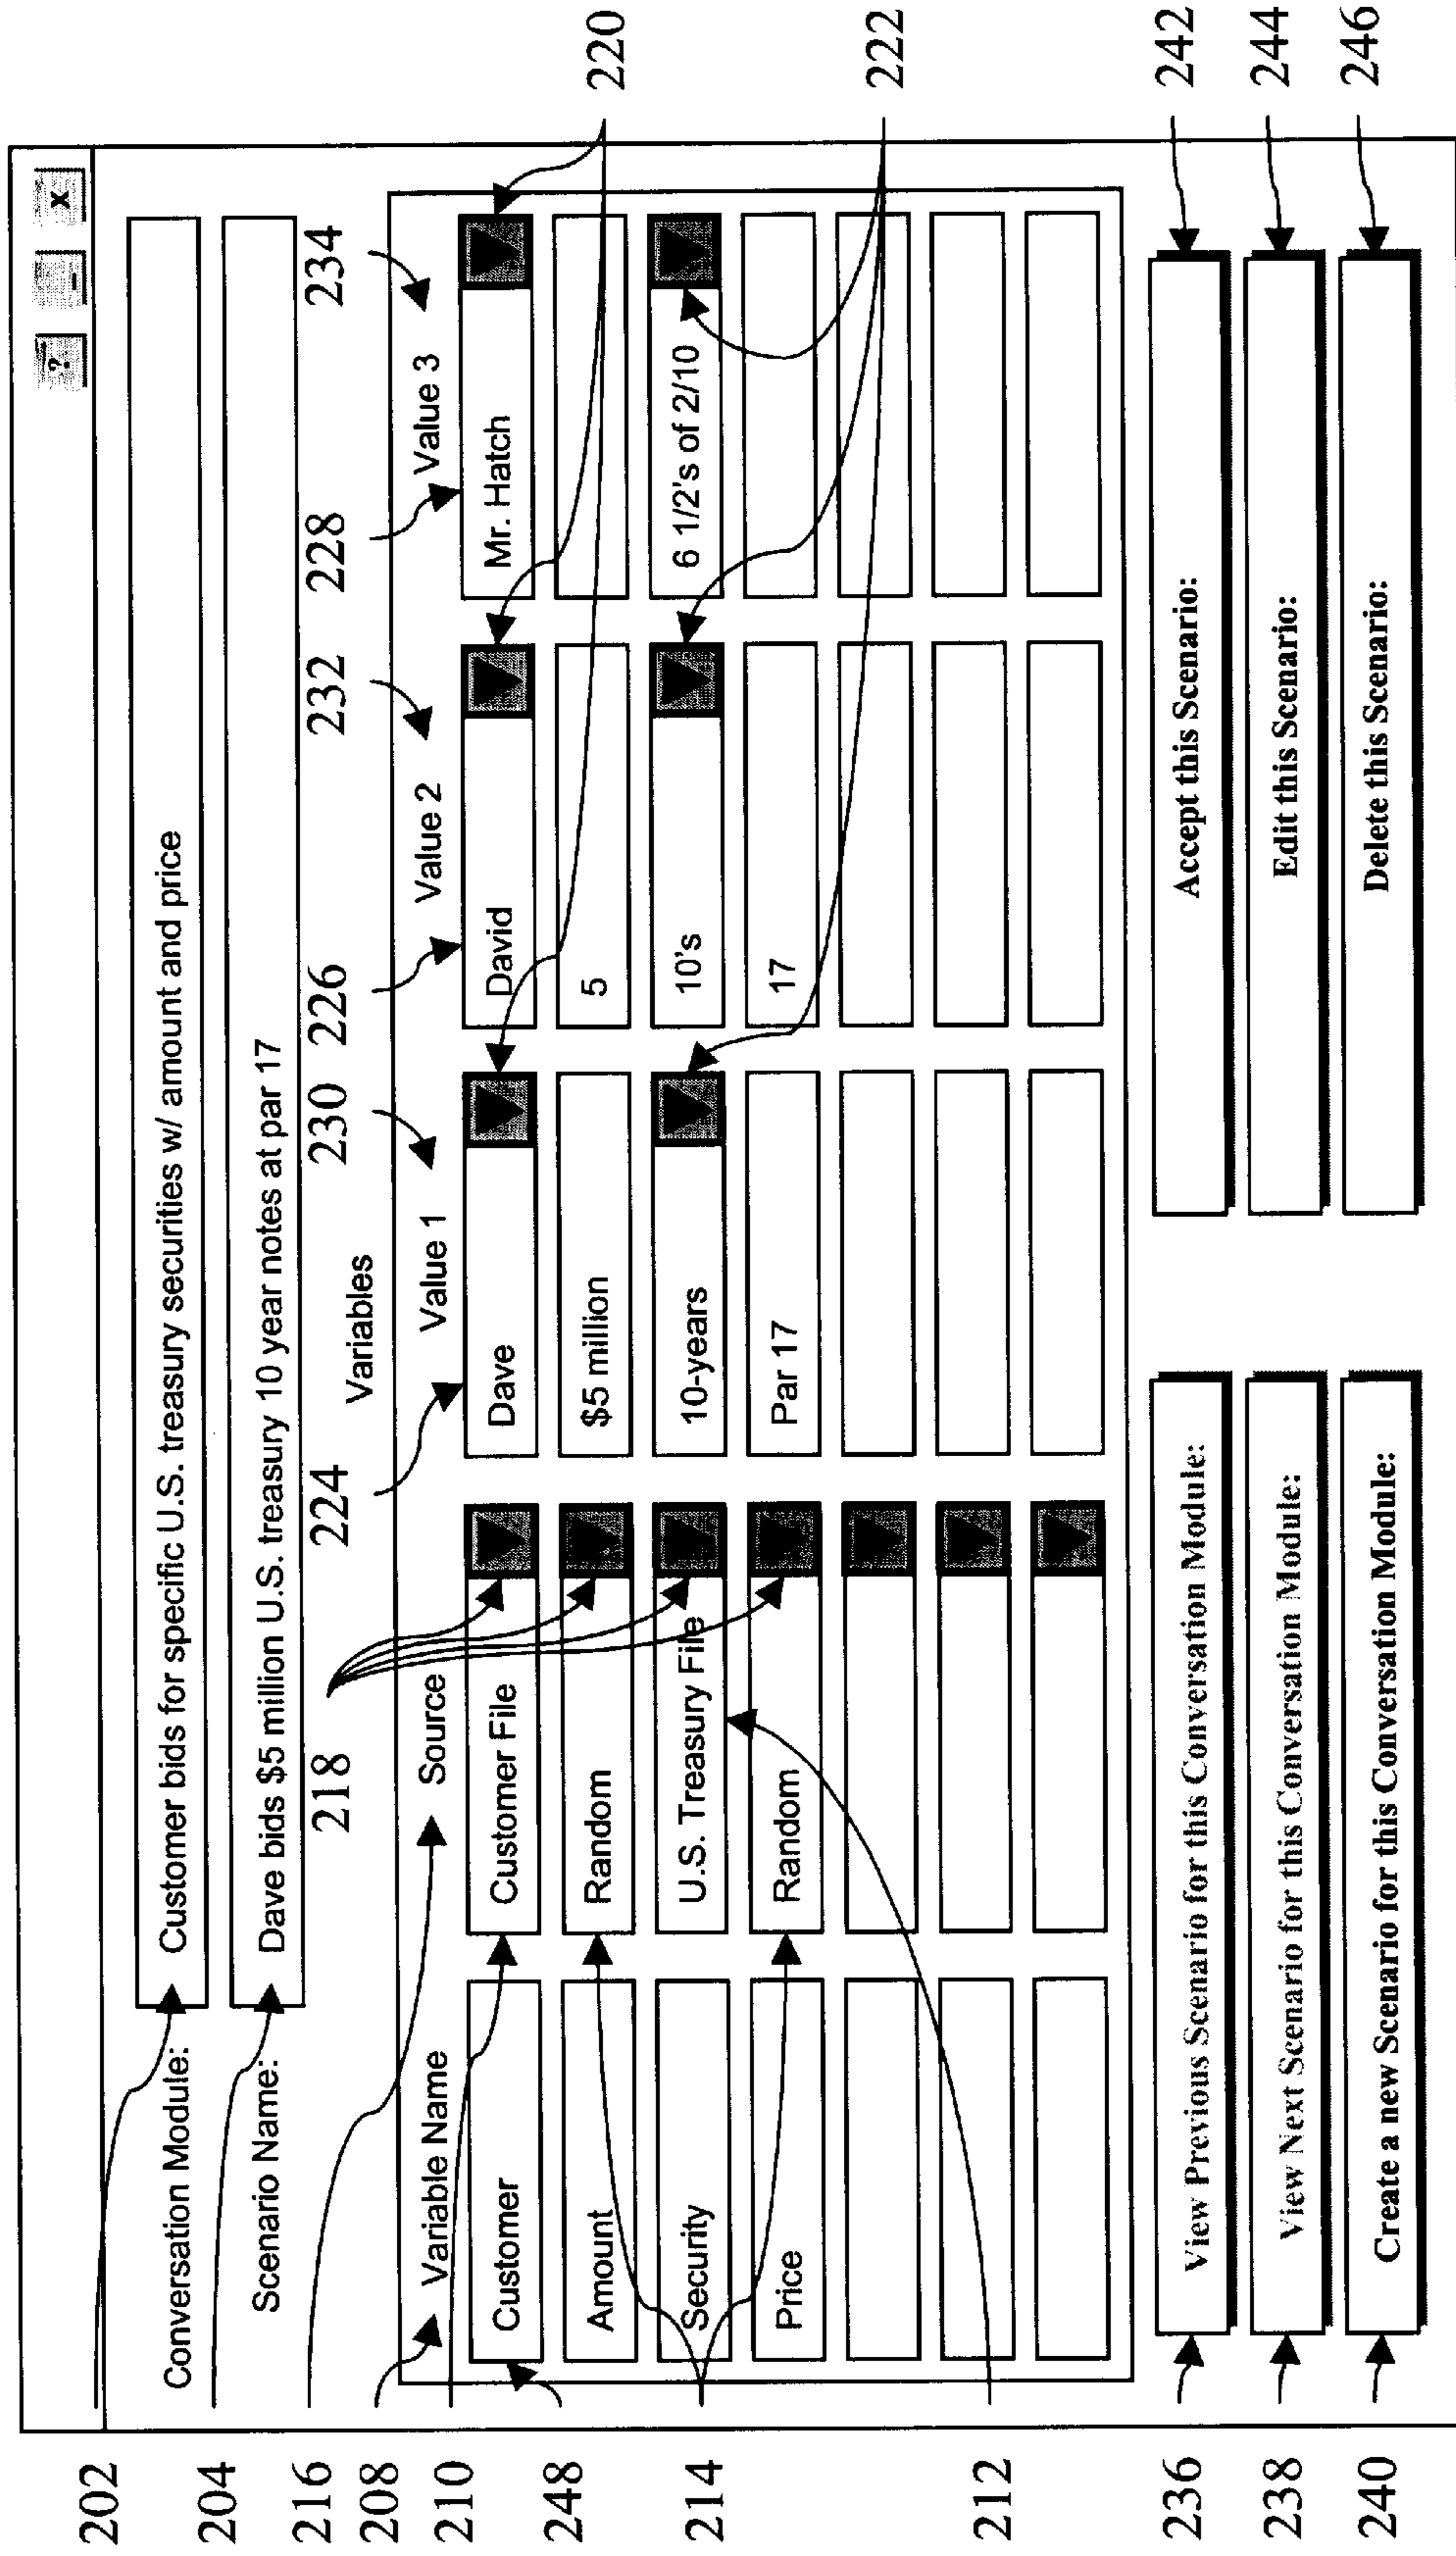 ? _ x
202
Conversation Module: Customer bids for specific U.S. treasury securities w/ amount and price
204
Scenario Name: Dave bids $5 million U.S. treasury 10 year notes at par 17
216 218 224 230 226 232 228 234
Variables
208
Variable Name Source Value 1 Value 2 Value 3
210
Customer Customer File Dave David Mr. Hatch
248
Amount Random $5 million 5
220
Security U.S. Treasury File 10-years 10's 6 1/2's of 2/10
214
Price Random Par 17 17
222
212
236 View Previous Scenario for this Conversation Module: Accept this Scenario: 242
238 View Next Scenario for this Conversation Module: Edit this Scenario: 244
240 Create a new Scenario for this Conversation Module: Delete this Scenario: 246